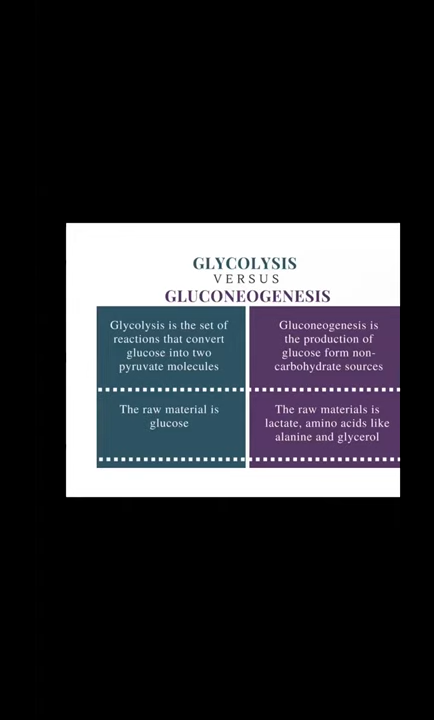 GLYCOLYSIS
VERSUS
GLUCONEOGENESIS
Glycolysis is the set of
reactions that convert
glucose into two
pyruvate molecules
Gluconeogenesis is
the production of
glucose form non-
carbohydrate sources
The raw material is
glucose
The raw materials is
lactate, amino acids like
alanine and glycerol